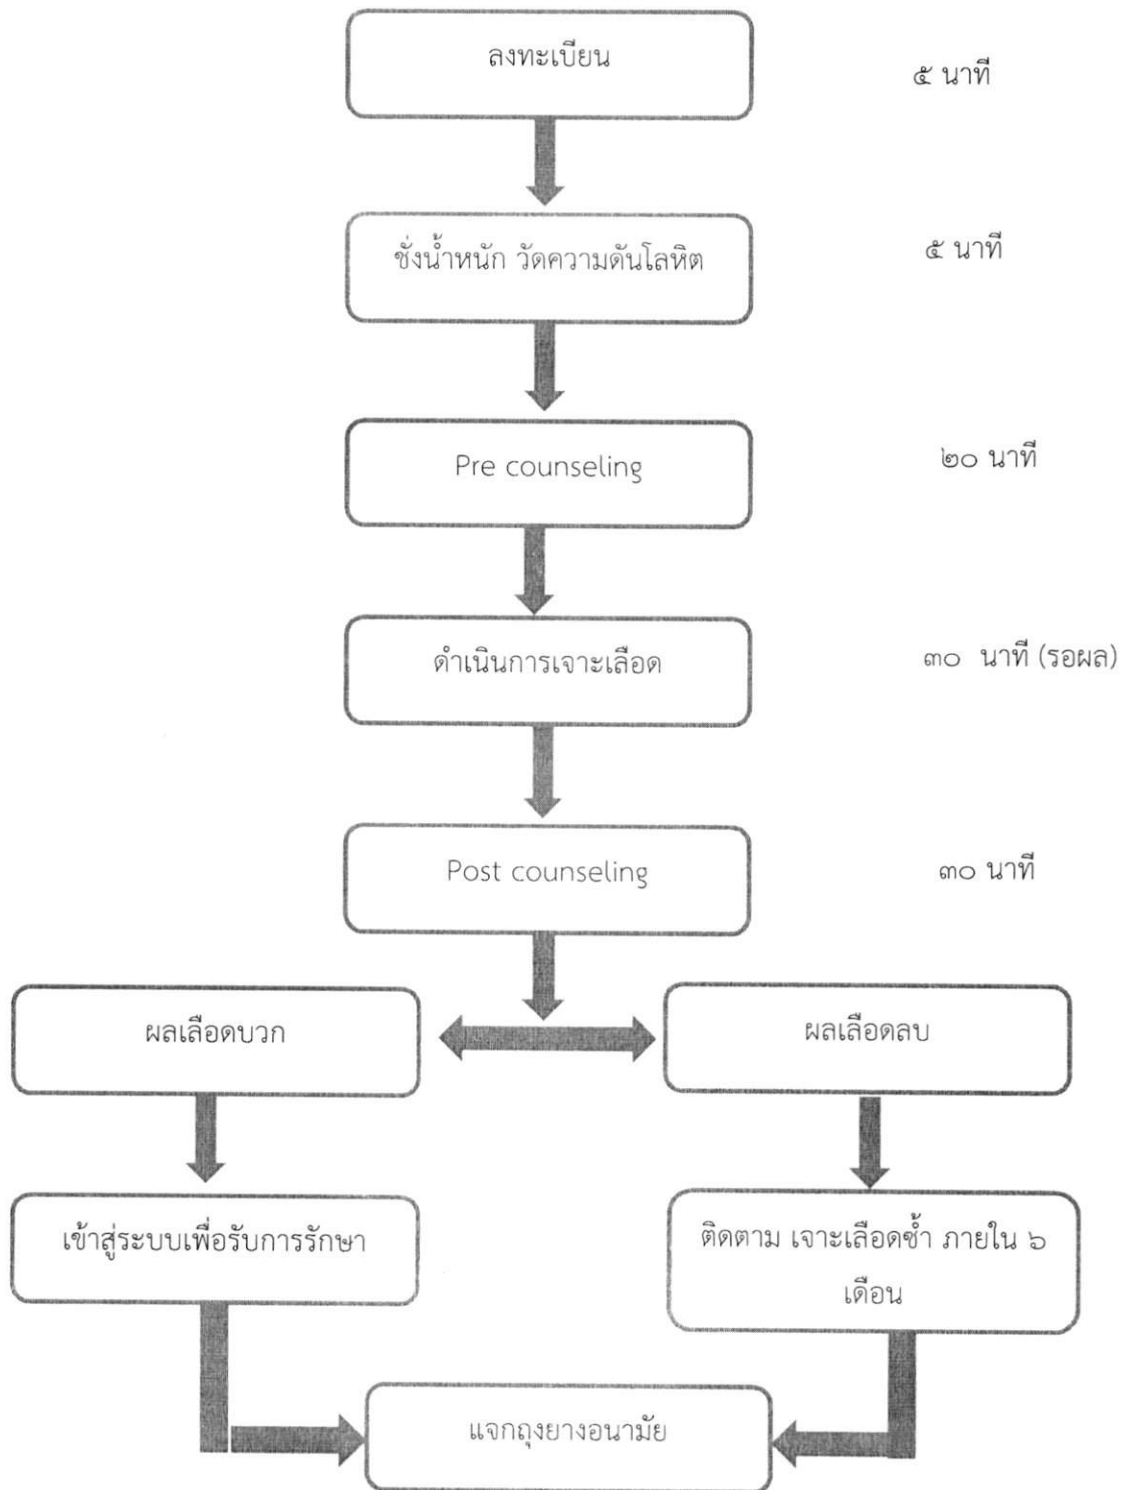 ลงทะเบียน
๕ นาที
ชั่งน้ำหนัก วัดความดันโลหิต
๕ นาที
Pre counseling
๒๐ นาที
ดำเนินการเจาะเลือด
๓๐ นาที (รอผล)
Post counseling
๓๐ นาที
ผลเลือดบวก
ผลเลือดลบ
เข้าสู่ระบบเพื่อรับการรักษา
ติดตาม เจาะเลือดซ้ำ ภายใน ๖
เดือน
แจกถุงยางอนามัย